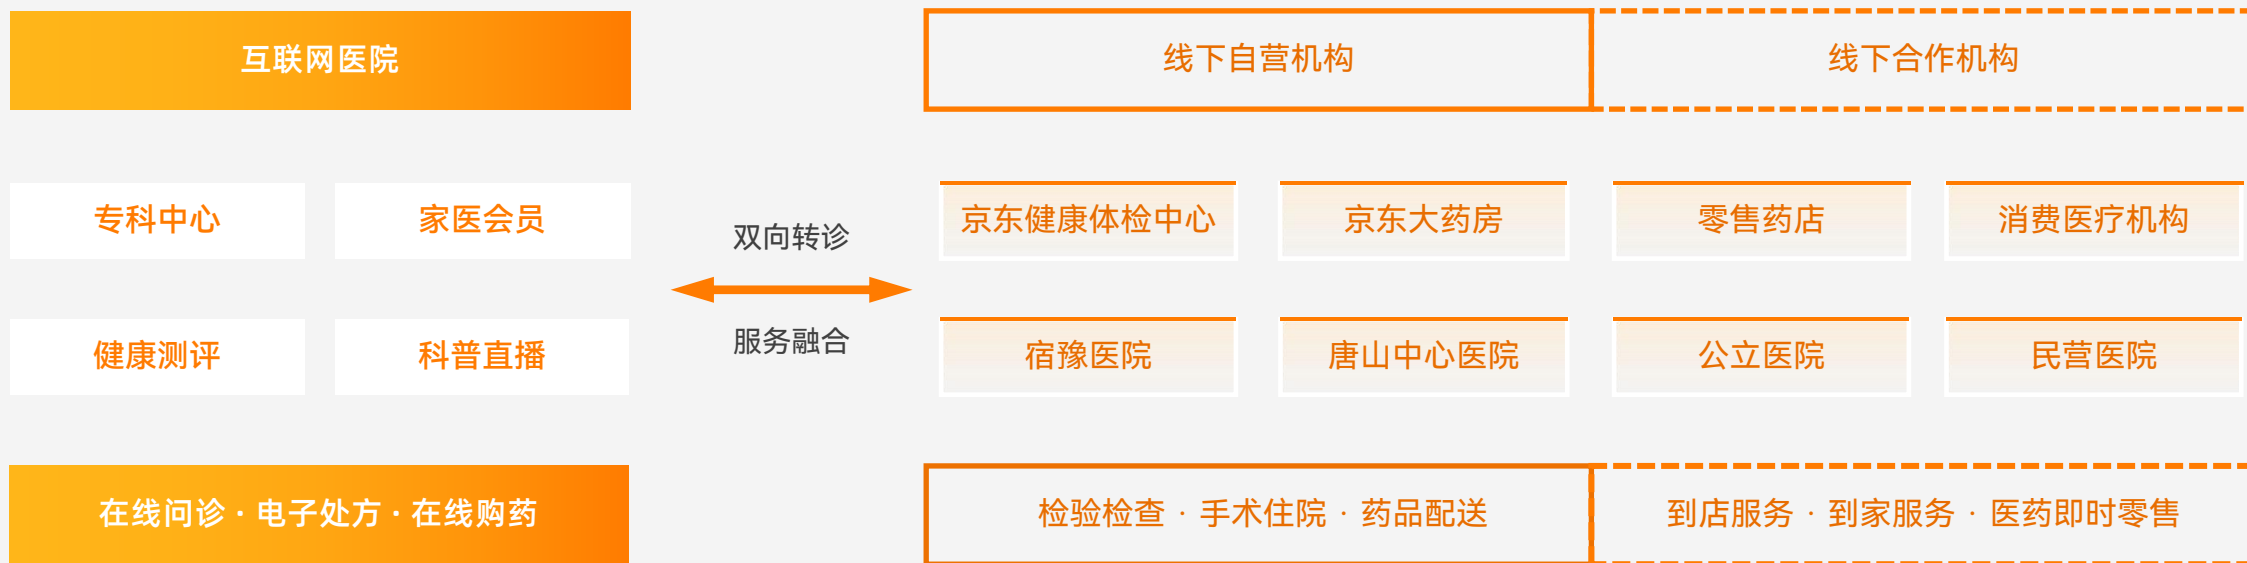 互联网医院
线下自营机构
线下合作机构
专科中心
家医会员
健康测评
科普直播
双向转诊
服务融合
京东健康体检中心
京东大药房
零售药店
消费医疗机构
宿豫医院
唐山中心医院
公立医院
民营医院
在线问诊·电子处方·在线购药
检验检查 · 手术住院 · 药品配送
到店服务 · 到家服务 · 医药即时零售